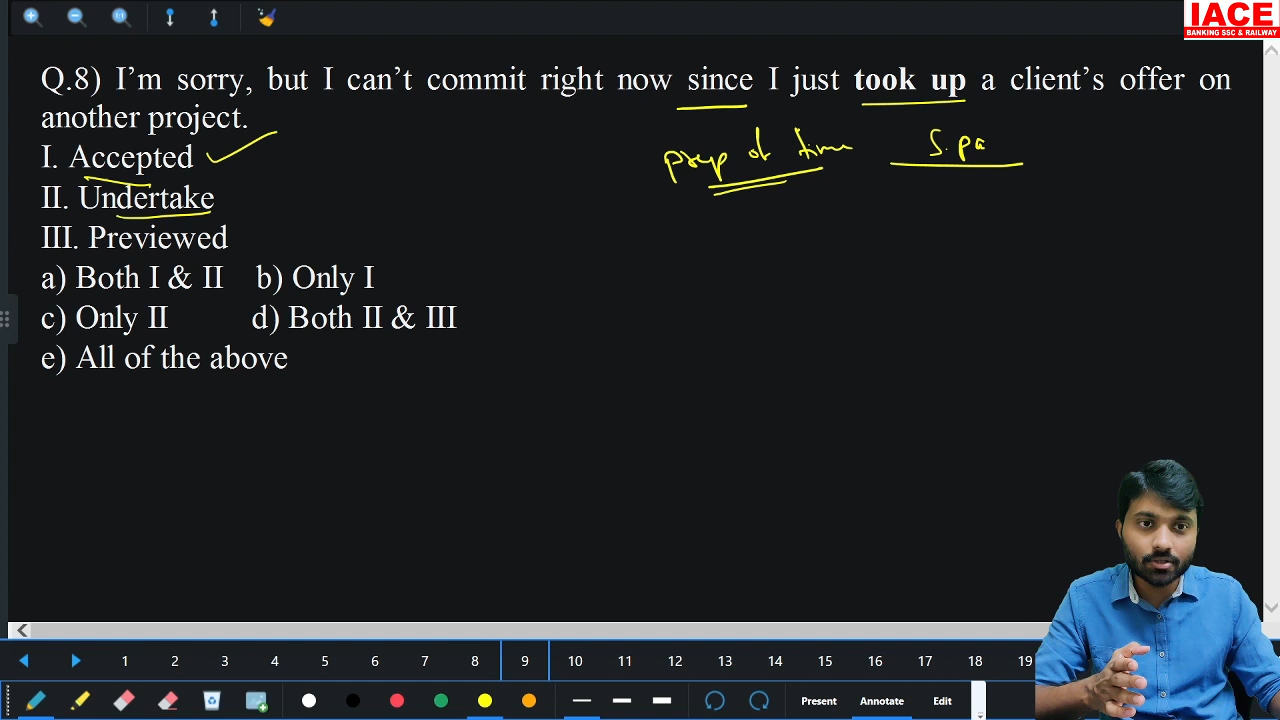 IACE
BANKING SSC & RAILWAY
Q.8) I’m sorry, but I can’t commit right now since I just took up a client’s offer on
another project.
prep of time S. pa
I. Accepted
II. Undertake
III. Previewed
a) Both I & II b) Only I
c) Only II d) Both II & III
e) All of the above
1 2 3 4 5 6 7 8 9 10 11 12 13 14 15 16 17 18 19
Present Annotate Edit